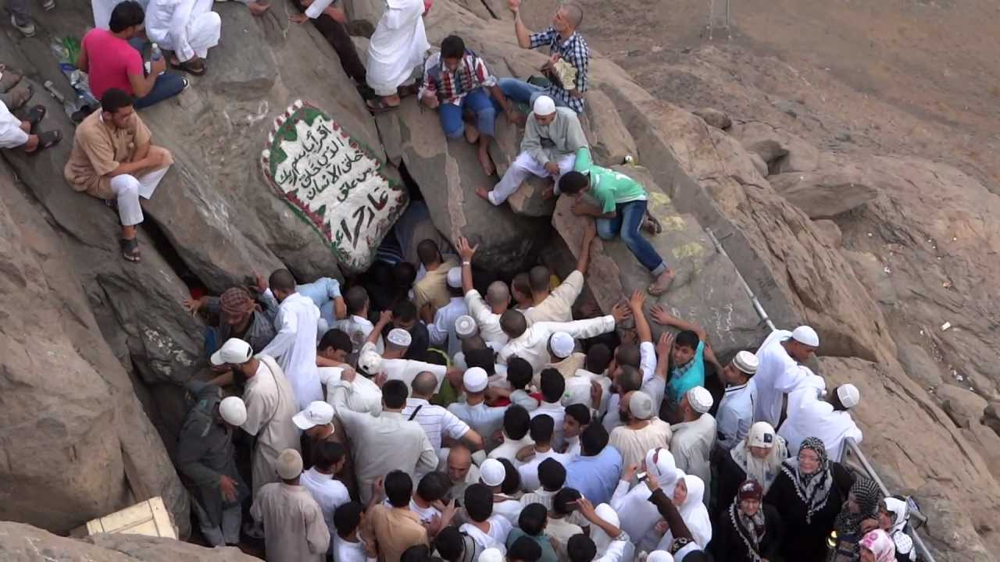 اقرأ باسم ربك
الذي خلق
خلق الانسان
من علق
غار حراء